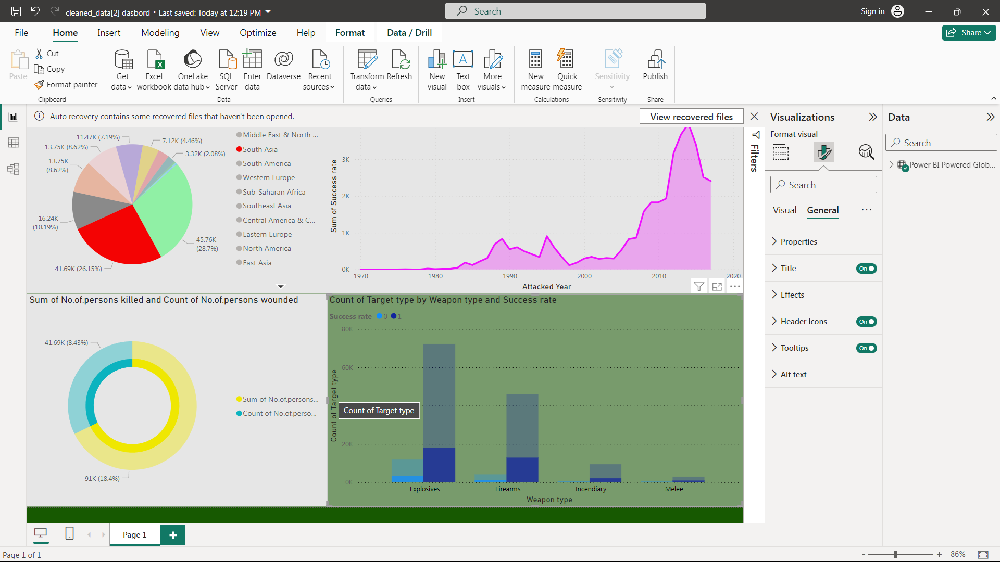 cleaned_data[2] dasbord • Last saved: Today at 12:19 PM
Search
Sign in
File
Home
Insert
Modeling
View
Optimize
Help
Format
Data / Drill
Share
Paste
Cut
Copy
Format painter
Clipboard
Get data
Excel workbook
OneLake data hub
SQL Server
Enter data
Dataverse
Recent sources
Data
Transform data
Refresh
Queries
New visual
A
Text box
More visuals
Insert
New measure
Quick measure
Calculations
Sensitivity
Sensitivity
Publish
Share
Auto recovery contains some recovered files that haven't been opened.
View recovered files
11.47K (7.19%)
13.75K (8.62%)
13.75K
(8.62%)
16.24K
(10.19%)
41.69K (26.15%)
7.12K (4.46%)
3.32K (2.08%)
45.76K
(28.7%)
Middle East & North ...
South Asia
South America
Western Europe
Sub-Saharan Africa
Southeast Asia
Central America & C...
Eastern Europe
North America
East Asia
Sum of Success rate
3K
2K
1K
0K
1970
1980
1990
2000
2010
2020
Attacked Year
Sum of No.of.persons killed and Count of No.of.persons wounded
41.69K (8.43%)
91K (18.4%)
Sum of No.of.persons...
Count of No.of.perso...
Count of Target type by Weapon type and Success rate
Success rate
0
1
Count of Target type
80K
60K
20K
0K
Count of Target type
Explosives
Firearms
Incendiary
Melee
Weapon type
Filters
Visualizations
Format visual
Search
Visual
General
Properties
Title
On
Effects
Header icons
On
Tooltips
On
Alt text
Data
Search
Power BI Powered Glob...
Page 1
Page 1 of 1
- + 86%